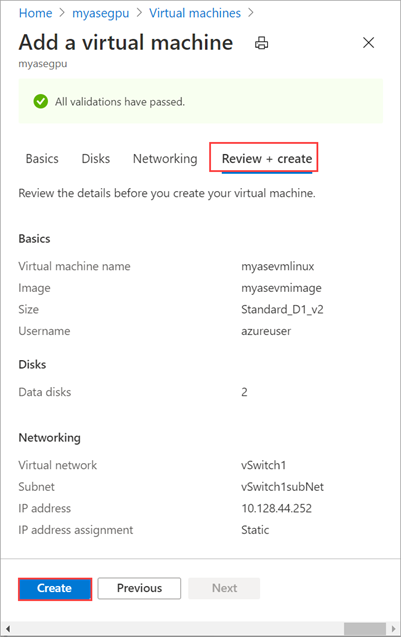 Home > myasegpu > Virtual machines >
Add a virtual machine
myasegpu
All validations have passed.
Basics Disks Networking Review + create
Review the details before you create your virtual machine.
Basics
Virtual machine name myasevmlinux
Image myasevmimage
Size Standard_D1_v2
Username azureuser
Disks
Data disks 2
Networking
Virtual network vSwitch1
Subnet vSwitch1subNet
IP address 10.128.44.252
IP address assignment Static
Create Previous Next